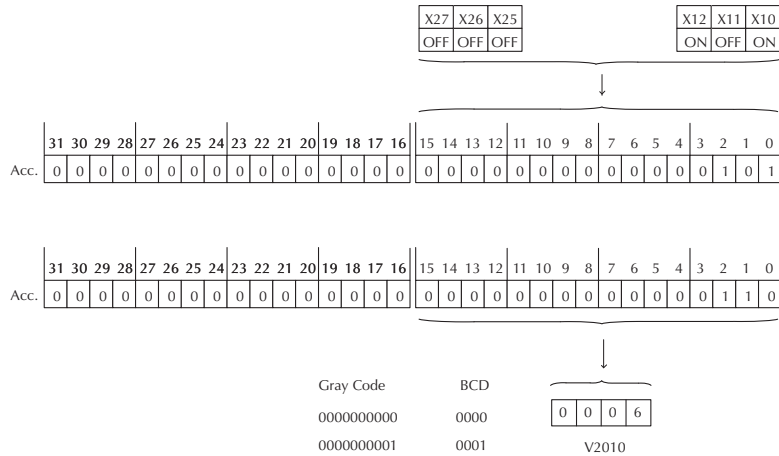 X27 X26 X25 X12 X11 X10
OFF OFF OFF ON OFF ON
31 30 29 28 27 26 25 24 23 22 21 20 19 18 17 16 15 14 13 12 11 10 9 8 7 6 5 4 3 2 1 0
Acc. 0 0 0 0 0 0 0 0 0 0 0 0 0 0 0 0 0 0 0 0 0 0 0 0 0 0 0 0 0 1 0 1
31 30 29 28 27 26 25 24 23 22 21 20 19 18 17 16 15 14 13 12 11 10 9 8 7 6 5 4 3 2 1 0
Acc. 0 0 0 0 0 0 0 0 0 0 0 0 0 0 0 0 0 0 0 0 0 0 0 0 0 0 0 0 0 1 1 0
Gray Code BCD
0000000000 0000 0 0 0 6
0000000001 0001 V2010